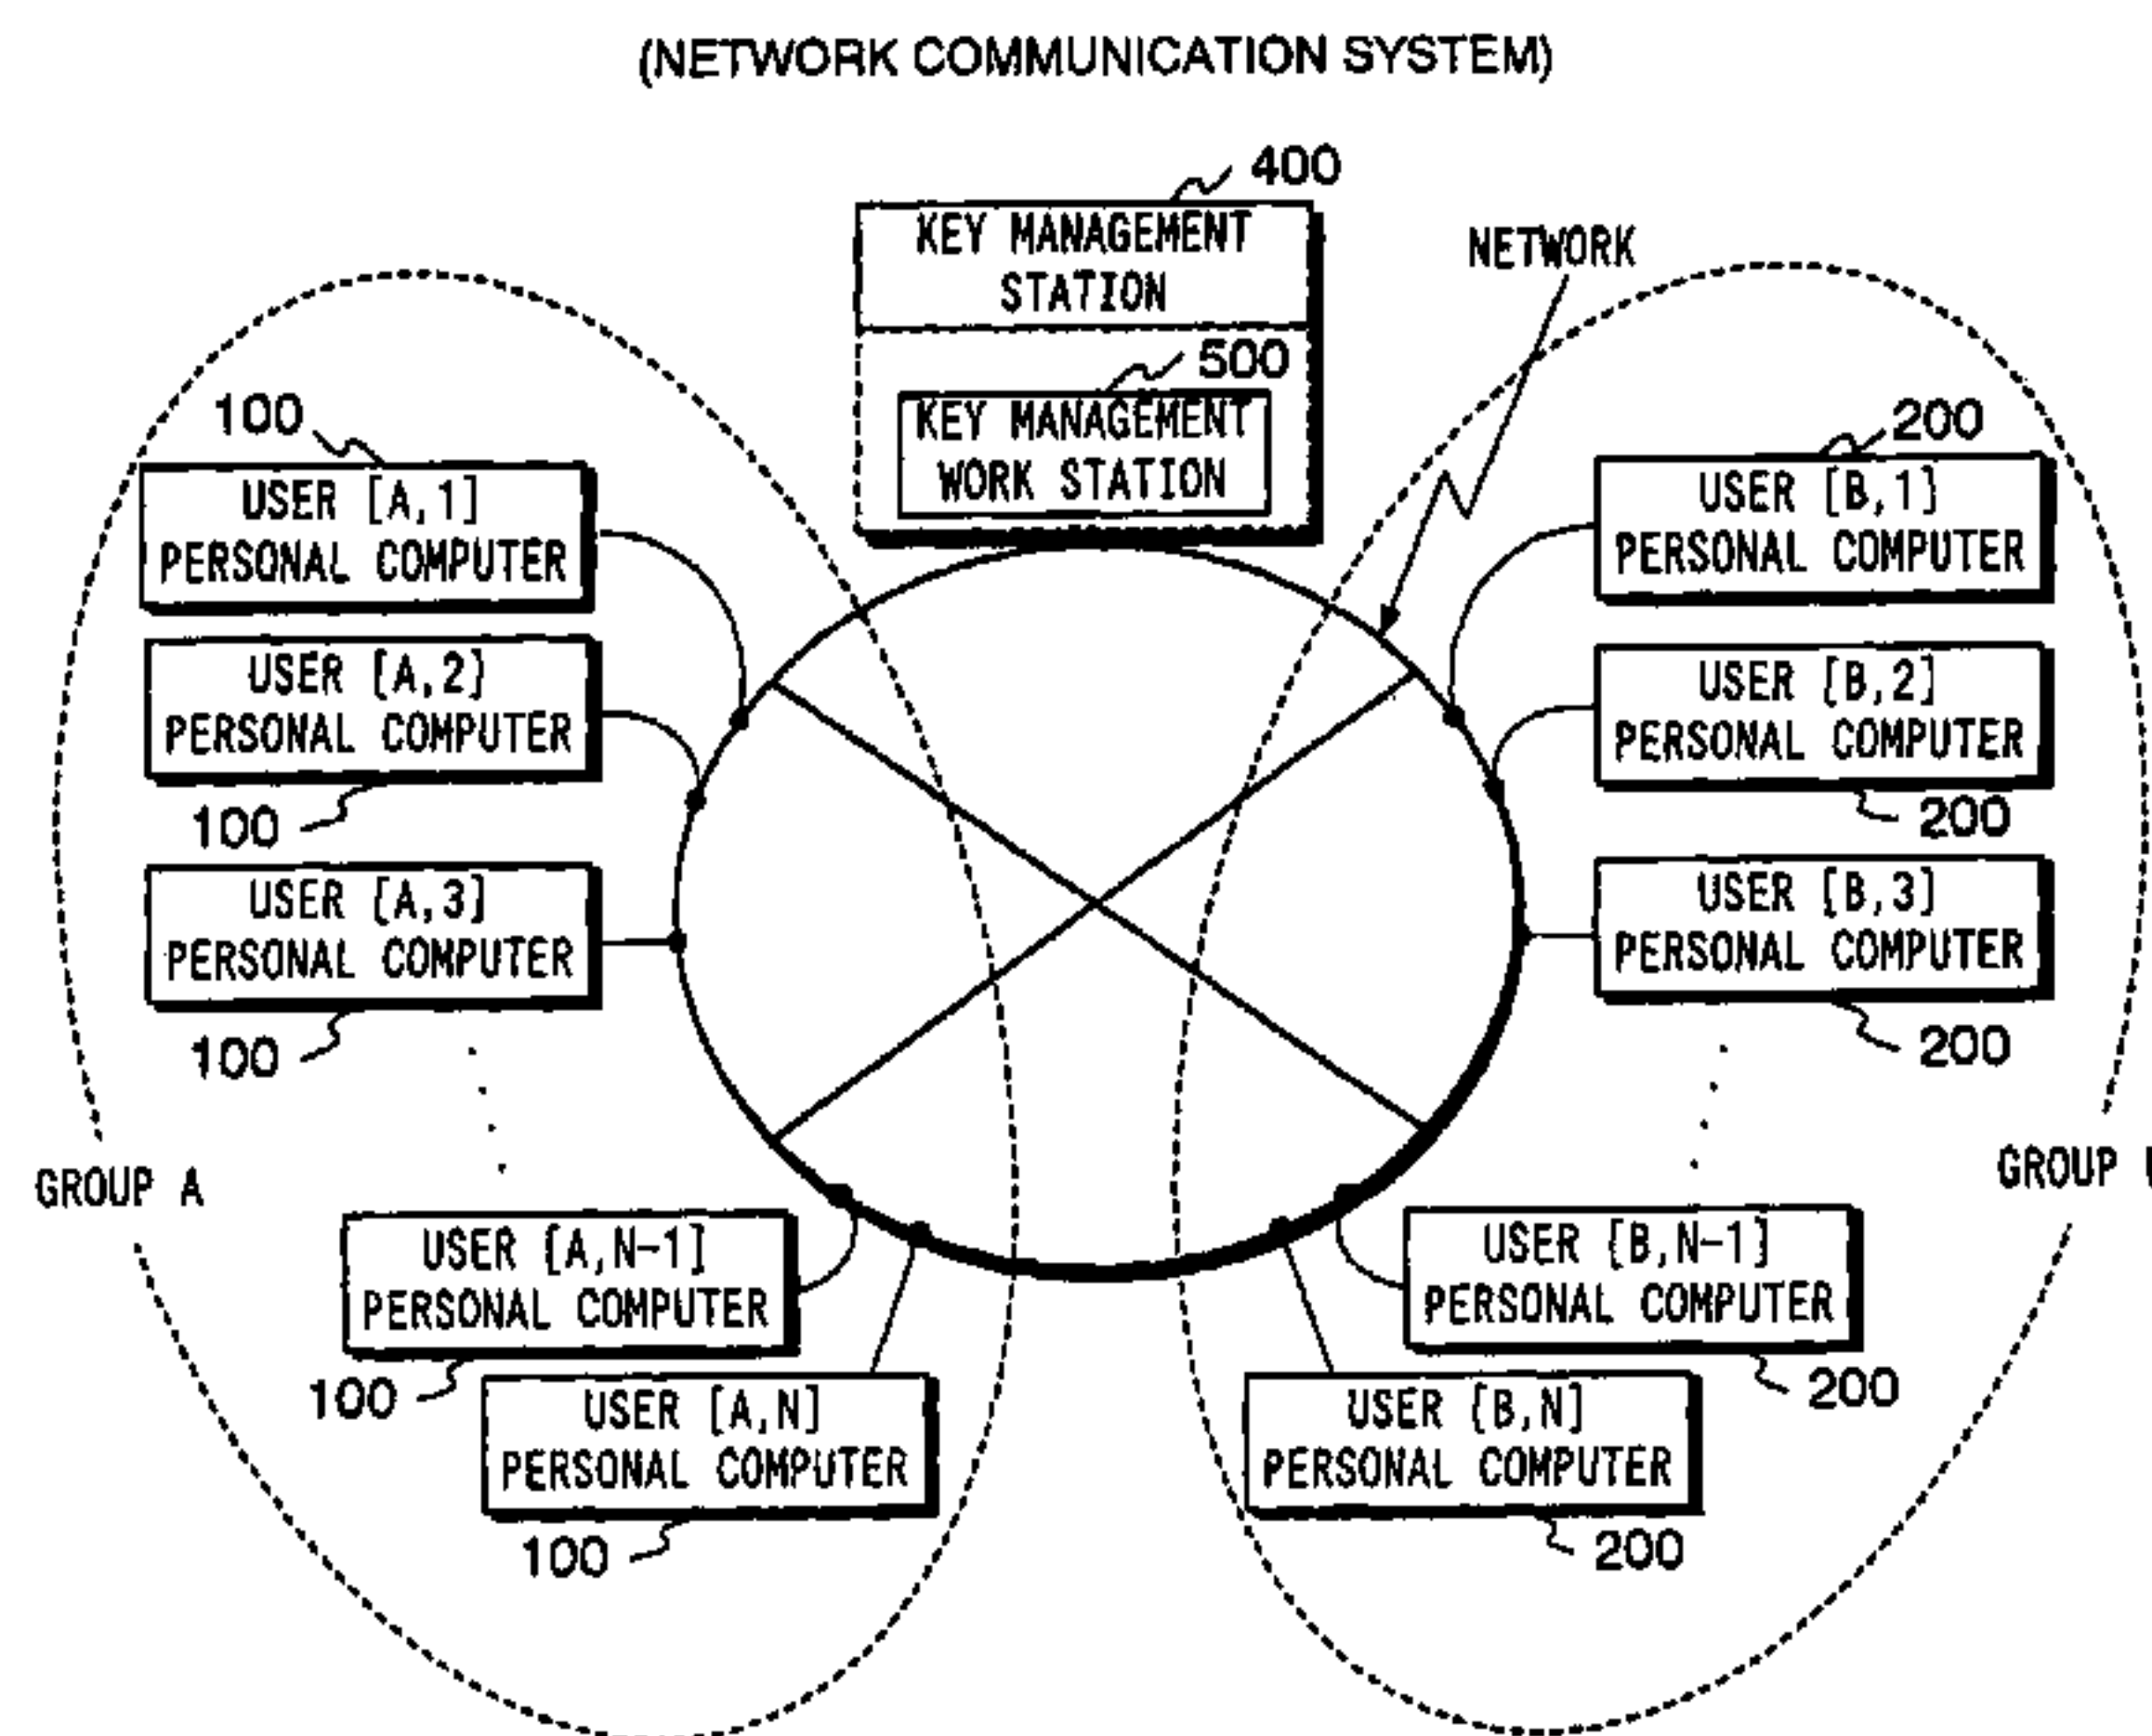 (NETWORK COMMUNICATION SYSTEM)
400
KEY MANAGEMENT
STATION
NETWORK
500
KEY MANAGEMENT
WORK STATION
100
USER [A,1]
PERSONAL COMPUTER
200
USER [B,1]
PERSONAL COMPUTER
USER [A,2]
PERSONAL COMPUTER
100
USER [B,2]
PERSONAL COMPUTER
200
USER [A,3]
PERSONAL COMPUTER
100
USER [B,3]
PERSONAL COMPUTER
200
GROUP A
GROUP
USER [A,N-1]
PERSONAL COMPUTER
100
USER [B,N-1]
PERSONAL COMPUTER
200
USER [A,N]
PERSONAL COMPUTER
100
USER [B,N]
PERSONAL COMPUTER
200